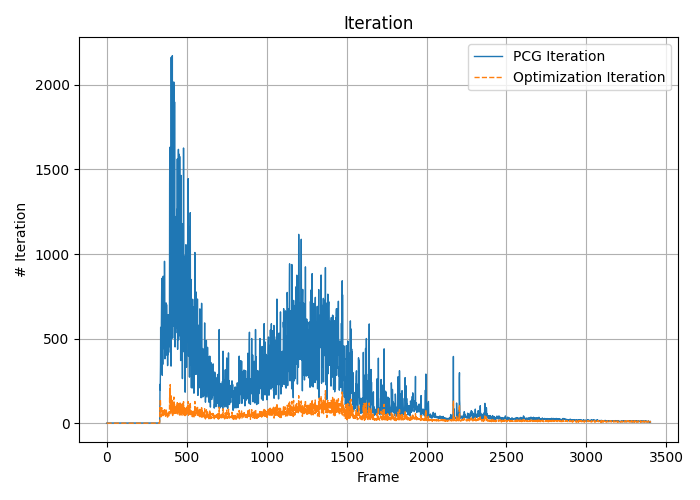 Iteration
PCG Iteration
Optimization Iteration
# Iteration
2000
1500
1000
500
0
0 500 1000 1500 2000 2500 3000 3500
Frame